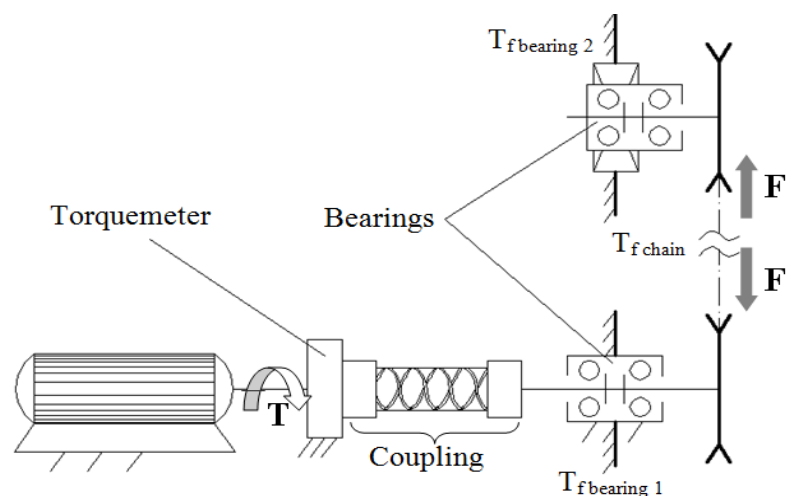 T f bearing 2
F
Torquemeter
Bearings
T f chain
F
T
Coupling
T f bearing 1